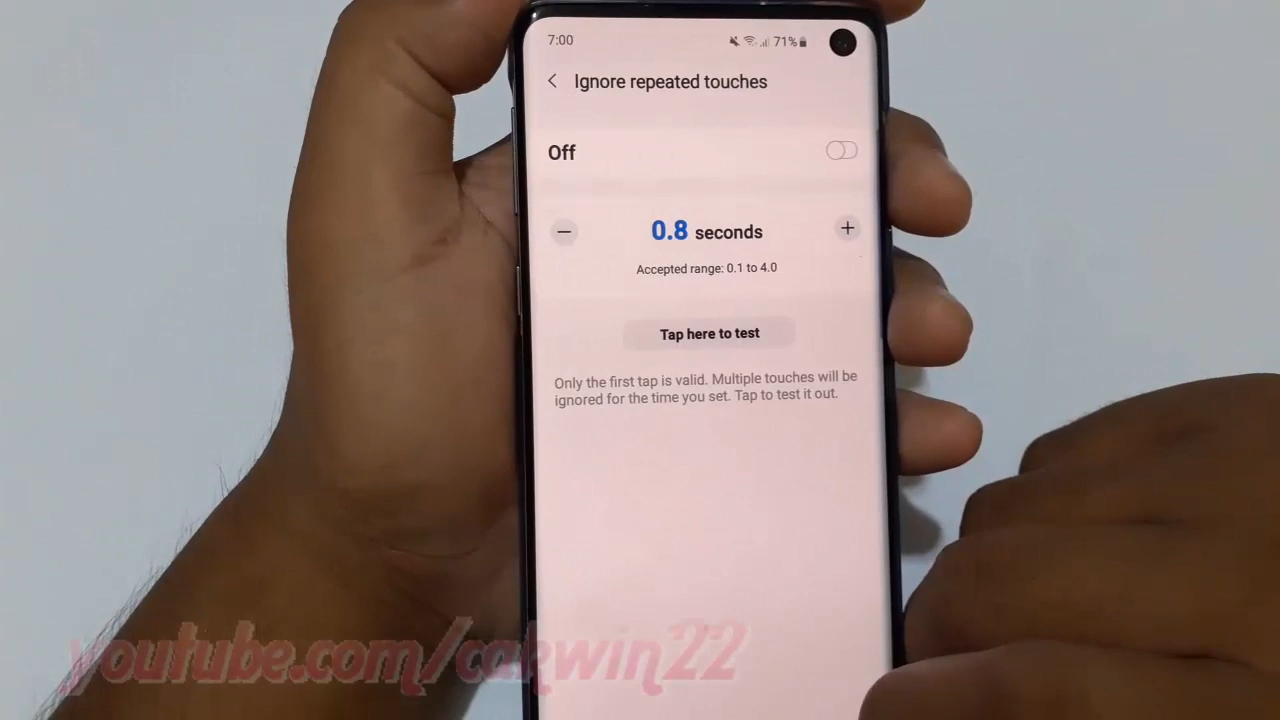 7:00 71%
Ignore repeated touches
Off
0.8 seconds
Accepted range: 0.1 to 4.0
Tap here to test
Only the first tap is valid. Multiple touches will be
ignored for the time you set. Tap to test it out.
youtube.com/cakwin22